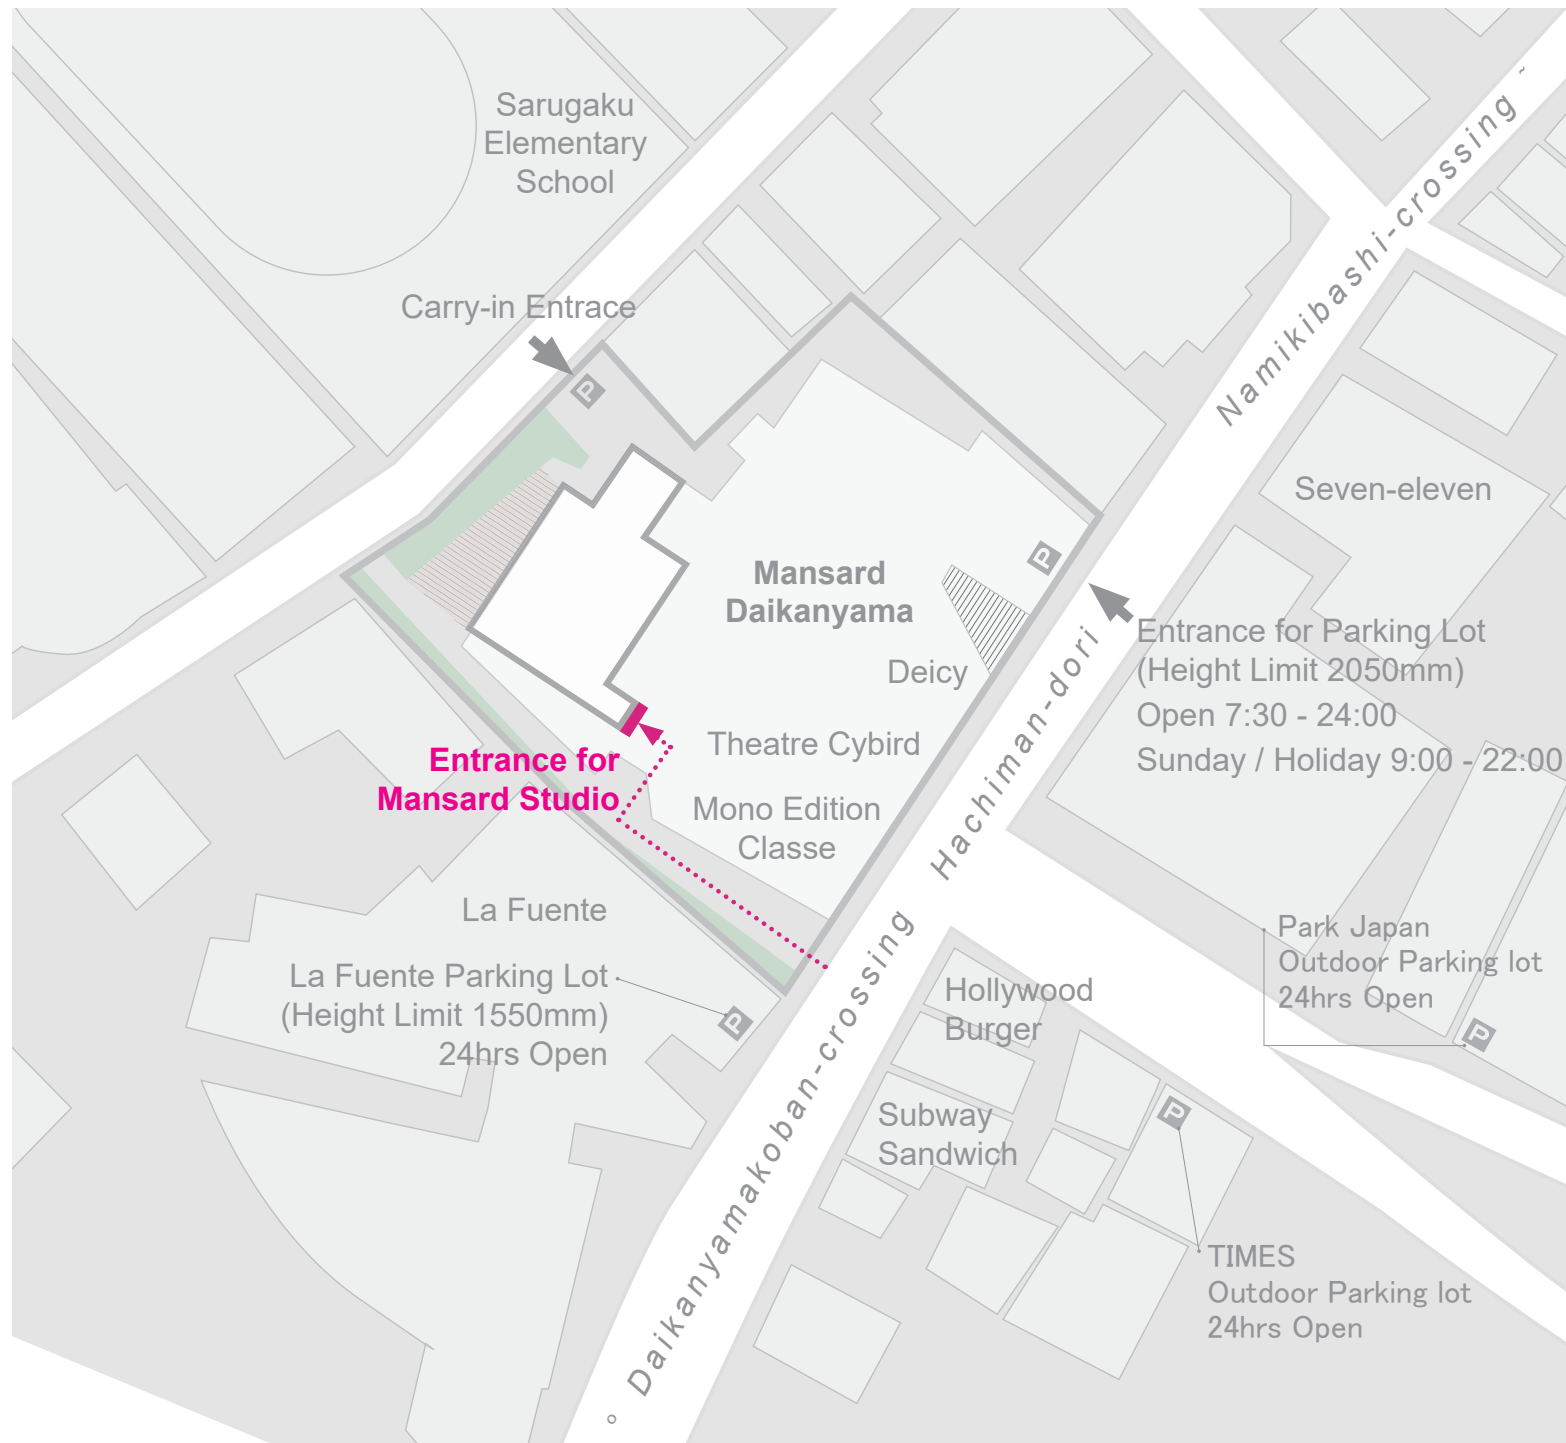 Sarugaku
Elementary
School
Carry-in Entrace
Namikibashi-crossing ~
Seven-eleven
Mansard
Daikanyama
Deicy
Hachiman-dori
Entrance for Parking Lot
(Height Limit 2050mm)
Open 7:30 - 24:00
Sunday / Holiday 9:00 - 22:00
Theatre Cybird
Entrance for
Mansard Studio
Mono Edition
Classe
La Fuente
La Fuente Parking Lot
(Height Limit 1550mm)
24hrs Open
Park Japan
Outdoor Parking lot
24hrs Open
Hollywood
Burger
Subway
Sandwich
° Daikanyamakoban-crossing
TIMES
Outdoor Parking lot
24hrs Open
P
P
P
P
P